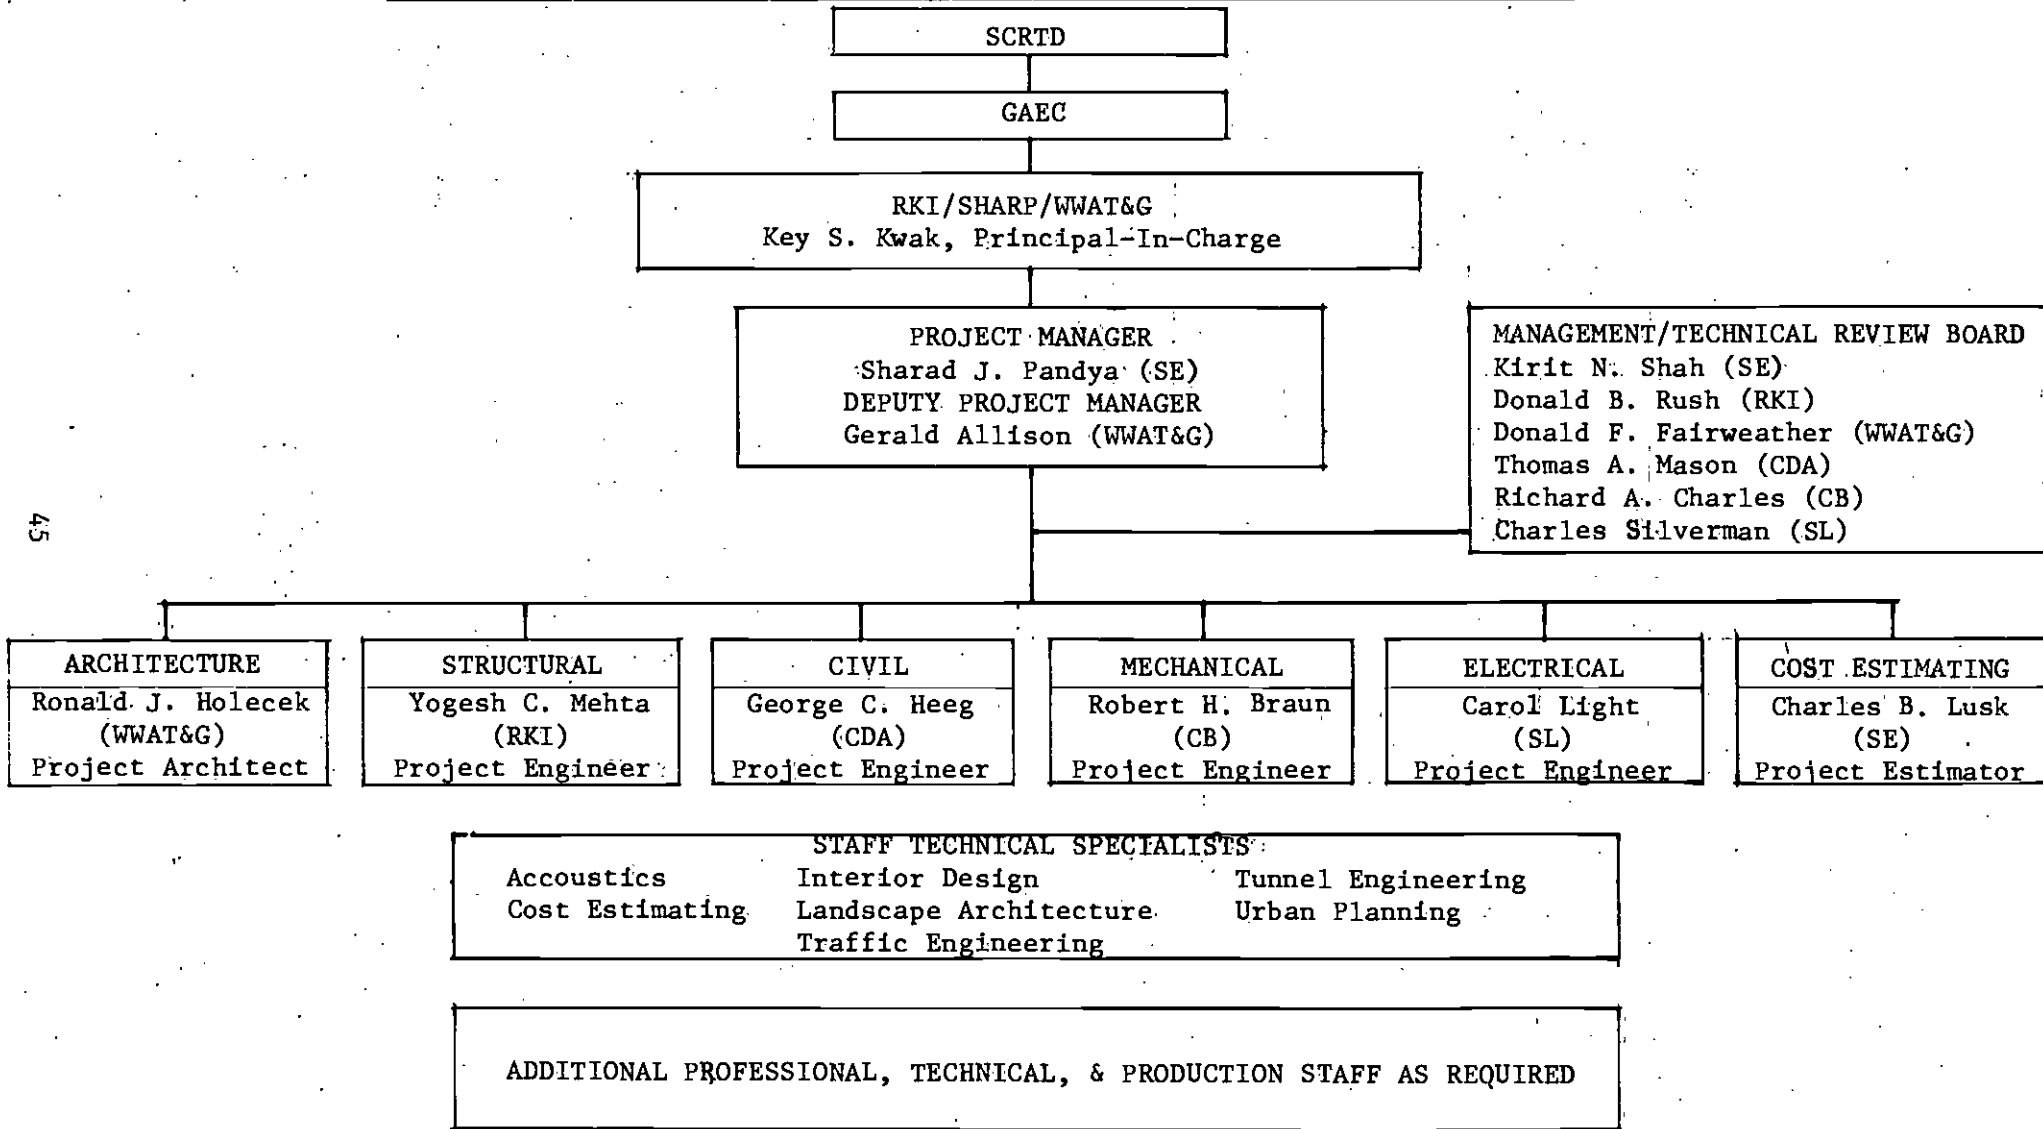 SCRTD
GAEC
RKI/SHARP/WWAT&G
Key S. Kwak, Principal-In-Charge
PROJECT MANAGER
Sharad J. Pandya (SE)
DEPUTY PROJECT MANAGER
Gerald Allison (WWAT&G)
MANAGEMENT/TECHNICAL REVIEW BOARD
Kirit N. Shah (SE)
Donald B. Rush (RKI)
Donald F. Fairweather (WWAT&G)
Thomas A. Mason (CDA)
Richard A. Charles (CB)
Charles Silverman (SL)
45
ARCHITECTURE
Ronald J. Holecek
(WWAT&G)
Project Architect
STRUCTURAL
Yogesh C. Mehta
(RKI)
Project Engineer
CIVIL
George C. Heeg
(CDA)
Project Engineer
MECHANICAL
Robert H. Braun
(CB)
Project Engineer
ELECTRICAL
Carol Light
(SL)
Project Engineer
COST ESTIMATING
Charles B. Lusk
(SE)
Project Estimator
STAFF TECHNICAL SPECIALISTS
Accoustics Interior Design Tunnel Engineering
Cost Estimating Landscape Architecture Urban Planning
Traffic Engineering
ADDITIONAL PROFESSIONAL, TECHNICAL, & PRODUCTION STAFF AS REQUIRED